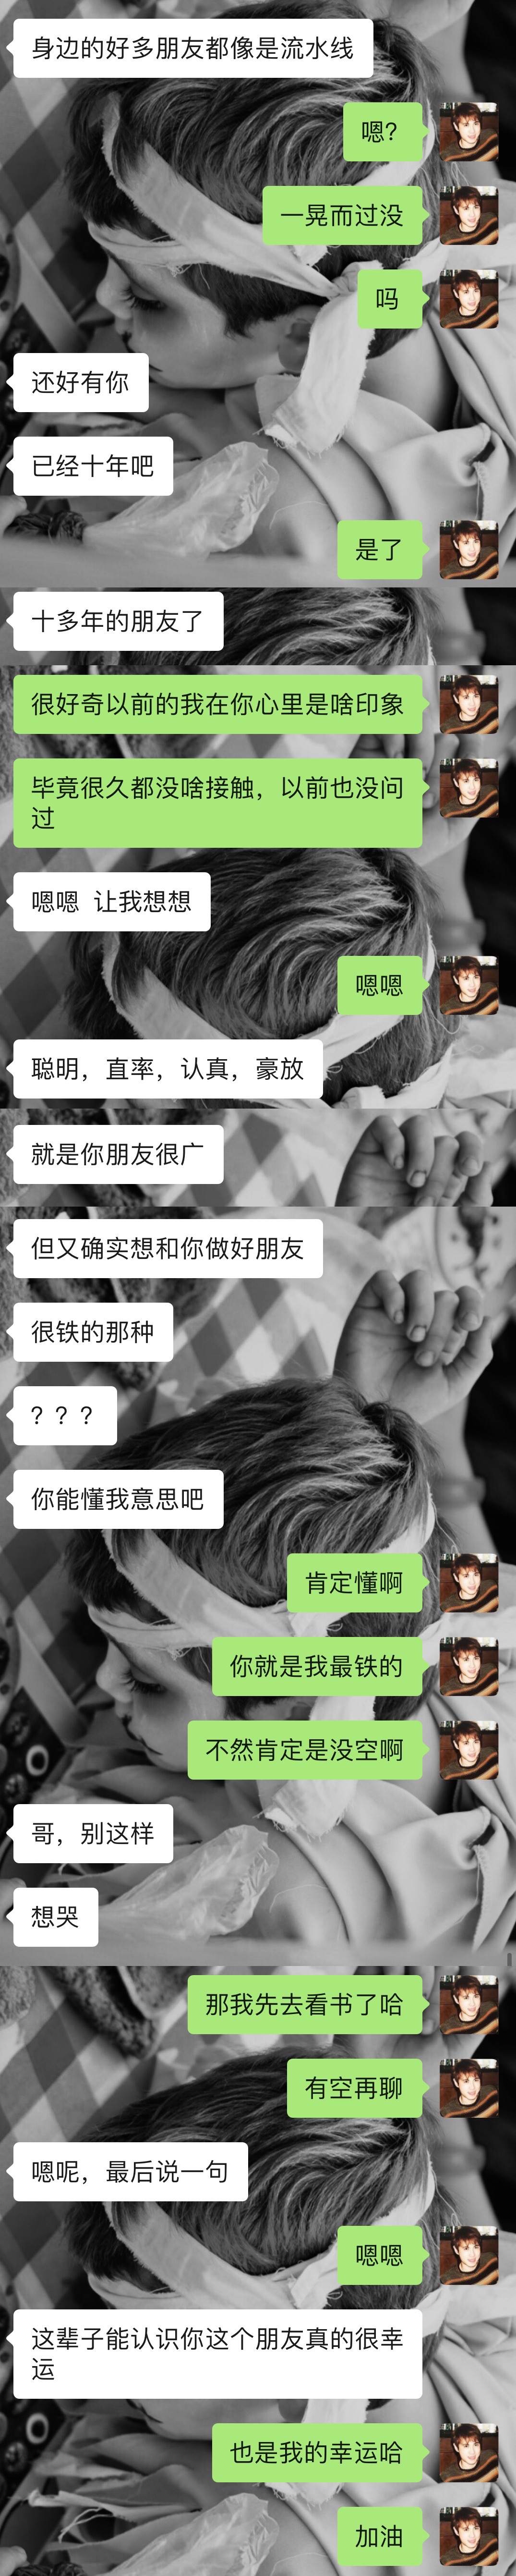 身边的好多朋友都像是流水线
嗯?
一晃而过没
吗
还好有你
已经十年吧
是了
十多年的朋友了
很好奇以前的我在你心里是啥印象
毕竟很久都没啥接触，以前也没问
过
嗯嗯 让我想想
嗯嗯
聪明，直率，认真，豪放
就是你朋友很广
但又确实想和你做好朋友
很铁的那种
？？？
你能懂我意思吧
肯定懂啊
你就是我最铁的
不然肯定是没空啊
哥，别这样
想哭
那我先去看书了哈
有空再聊
嗯呢，最后说一句
嗯嗯
这辈子能认识你这个朋友真的很幸
运
也是我的幸运哈
加油